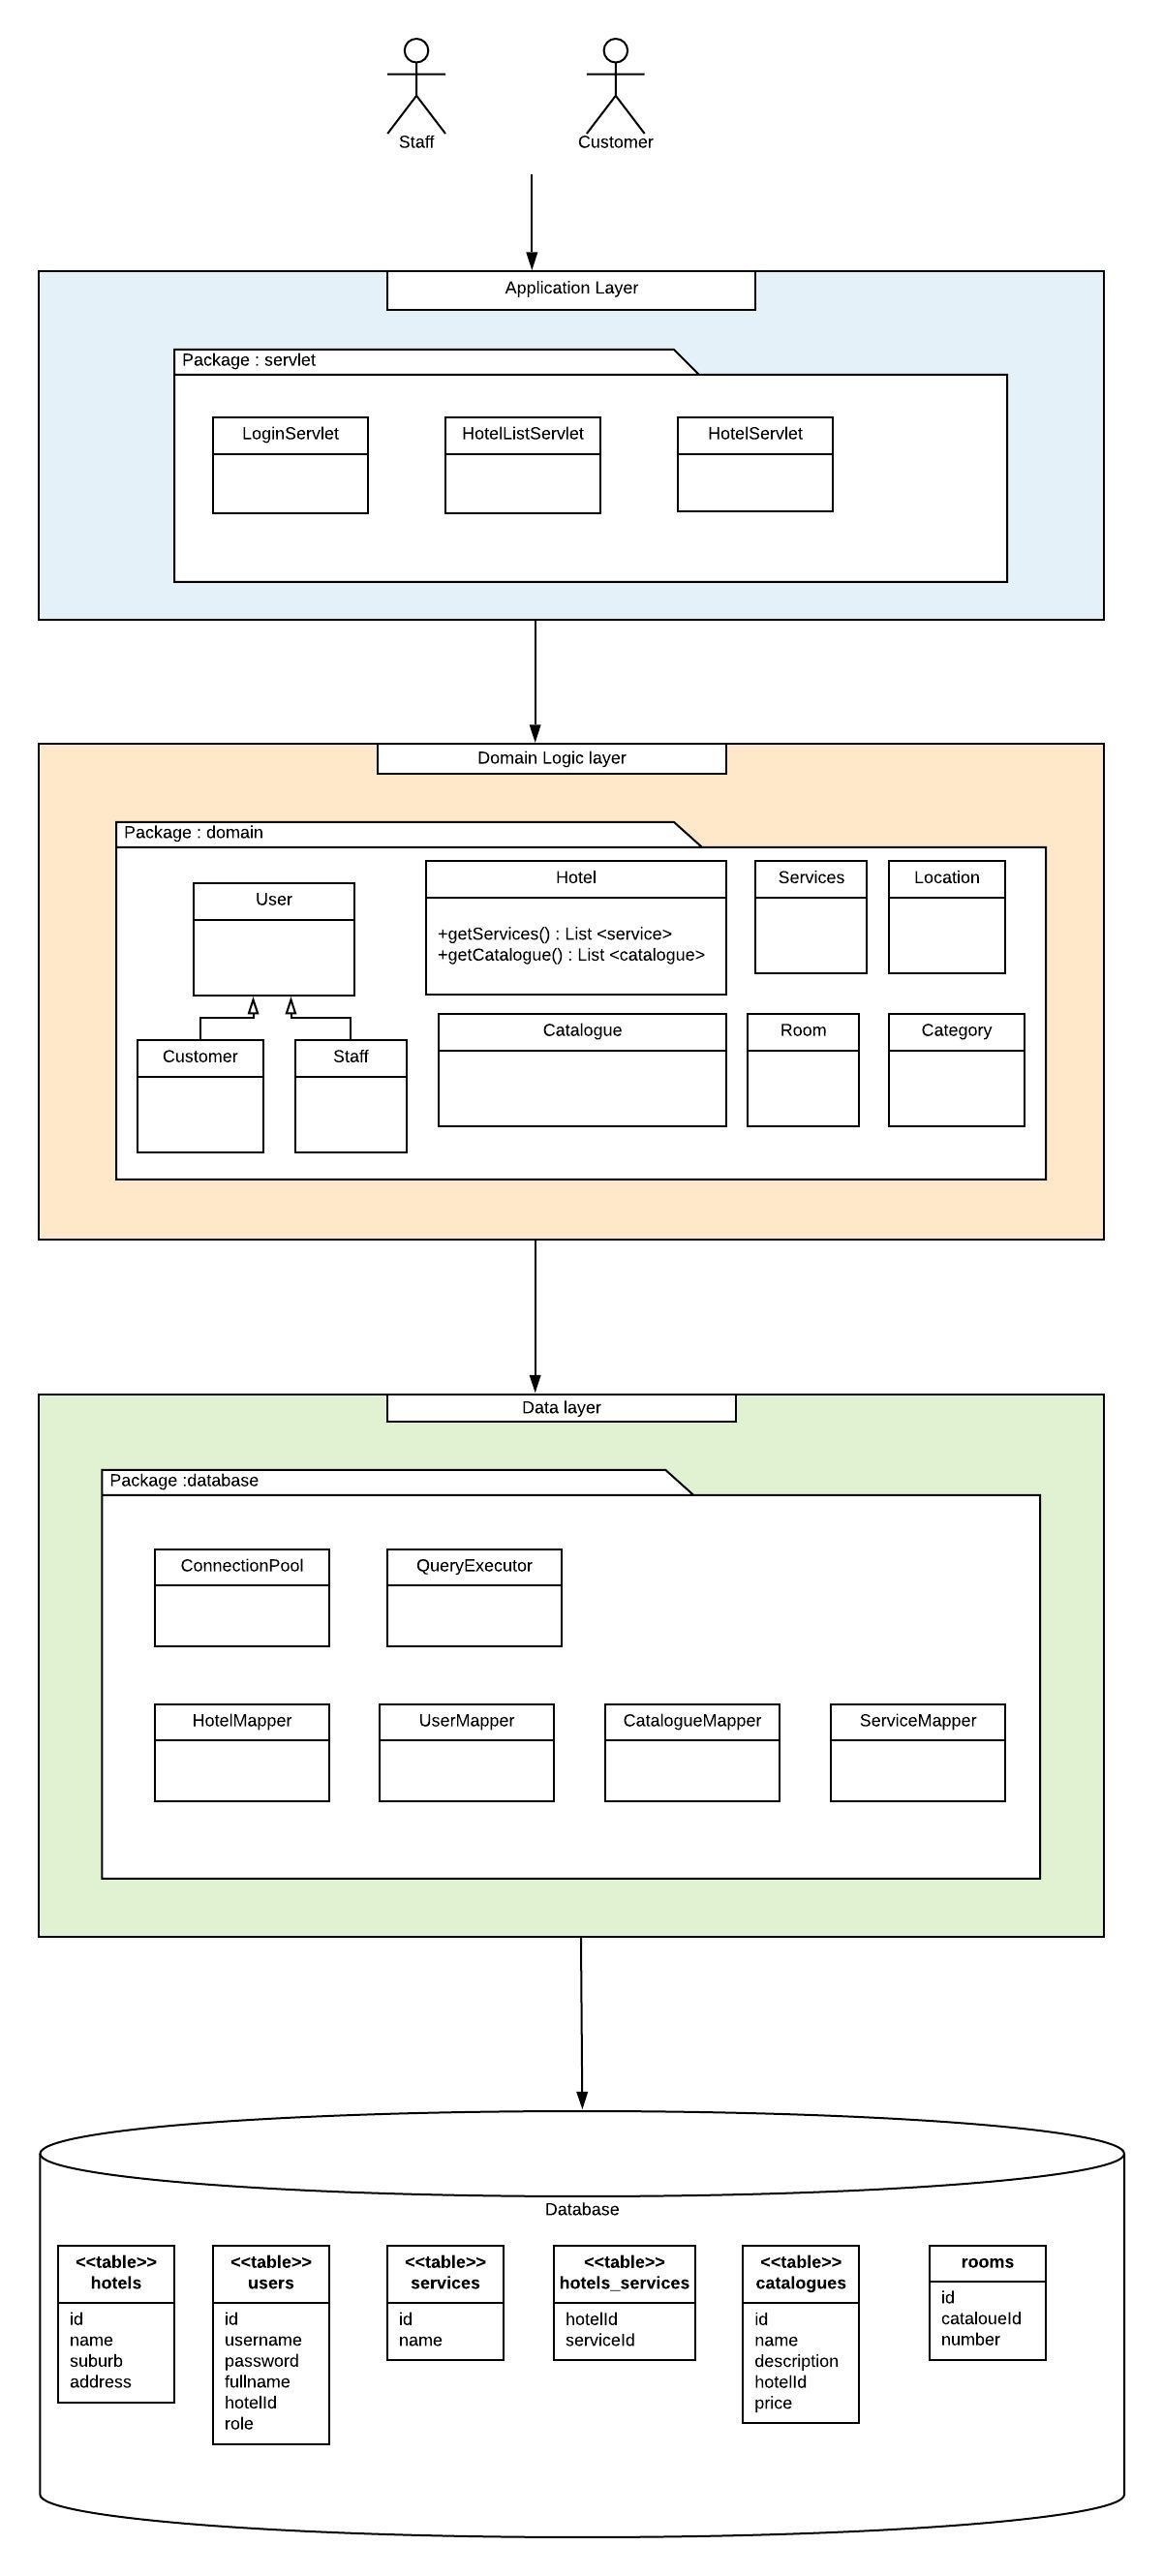 Staff
Customer
Application Layer
Package : servlet
LoginServlet
HotelListServlet
HotelServlet
Domain Logic layer
Package : domain
User
Hotel
+getServices() : List <service>
+getCatalogue() : List <catalogue>
Services
Location
Customer
Staff
Catalogue
Room
Category
Data layer
Package :database
ConnectionPool
QueryExecutor
HotelMapper
UserMapper
CatalogueMapper
ServiceMapper
Database
<<table>>
hotels
id
name
suburb
address
<<table>>
users
id
username
password
fullname
hotelId
role
<<table>>
services
id
name
<<table>>
hotels_services
hotelId
serviceId
<<table>>
catalogues
id
name
description
hotelId
price
rooms
id
cataloueId
number